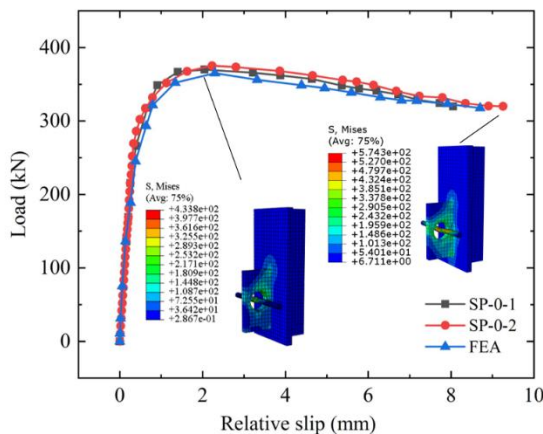 400
350
300
250
200
150
100
50
0
Load (kN)
0
2
4
6
8
10
Relative slip (mm)
S, Mises
(Avg: 75%)
+4.338e+02
+3.977e+02
+3.616e+02
+3.255e+02
+2.893e+02
+2.532e+02
+2.171e+02
+1.809e+02
+1.448e+02
+1.087e+02
+7.255e+01
+3.642e+01
+2.867e-01
S, Mises
(Avg: 75%)
+5.743e+02
+5.270e+02
+4.797e+02
+4.324e+02
+3.851e+02
+3.378e+02
+2.905e+02
+2.432e+02
+1.959e+02
+1.486e+02
+1.013e+02
+5.401e+01
+6.711e+00
SP-0-1
SP-0-2
FEA